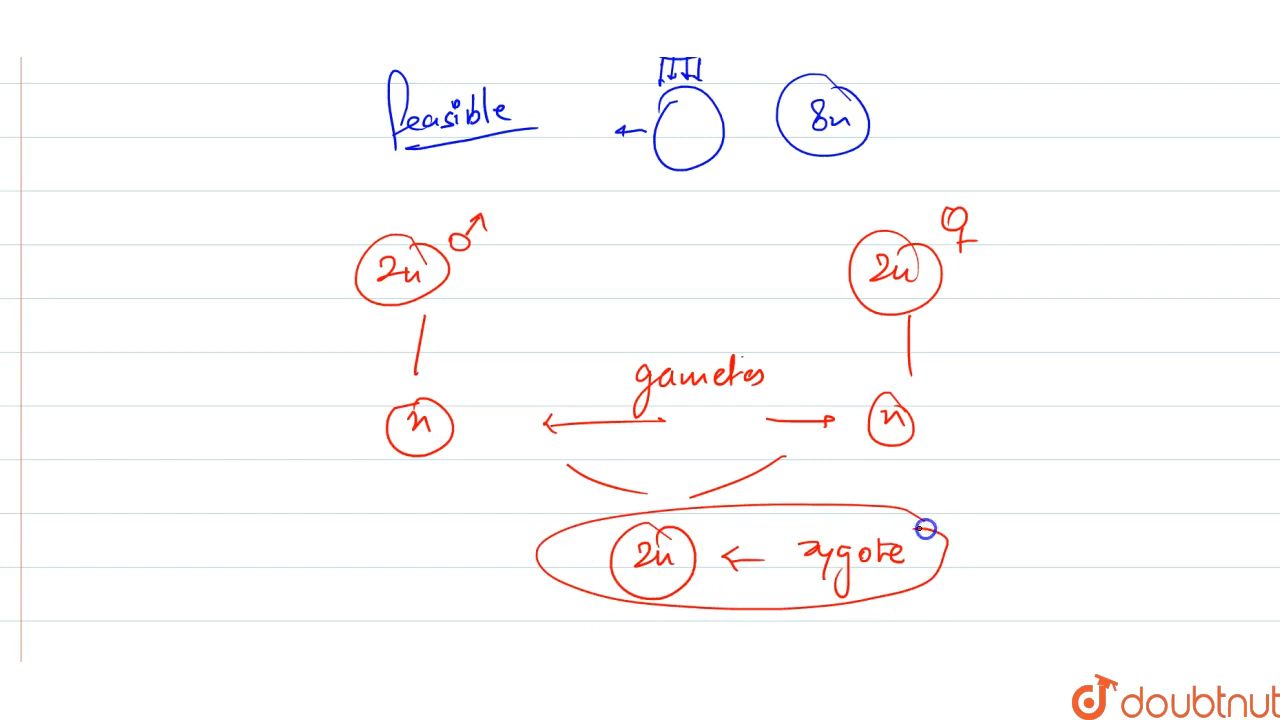 feasible 8n
♂ ♀
2n 2n
gametes
n n
2n ← zygote
doubtnut